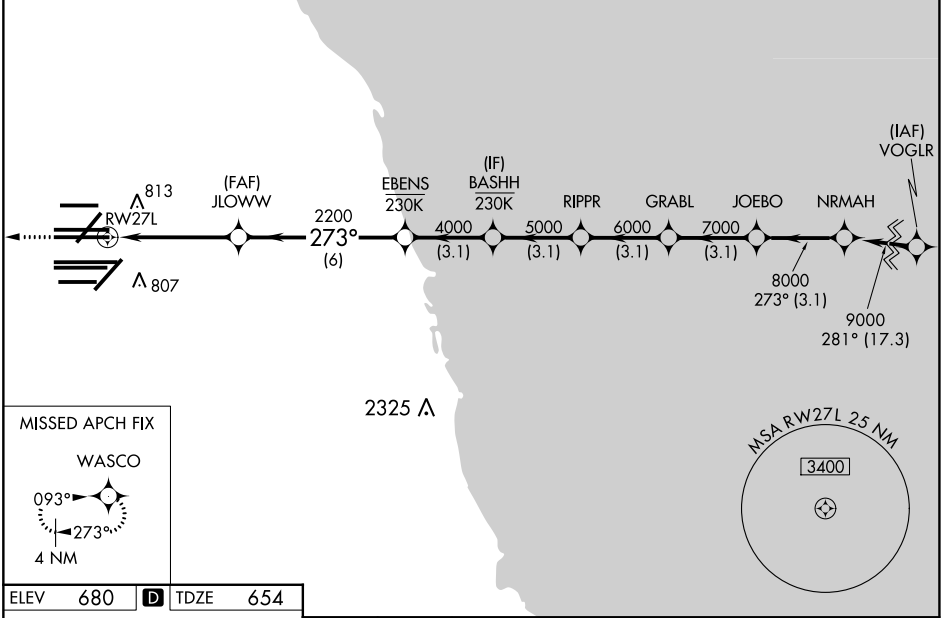 (IAF)
VOGLR
(IF)
BASHH
230K
(FAF)
JLOWW
EBENS
230K
RIPPR
GRABL
JOEBO
NRMAH
813
RW27L
2200
273°
(6)
4000
(3.1)
5000
(3.1)
6000
(3.1)
7000
(3.1)
8000
273° (3.1)
9000
281° (17.3)
807
2325
MISSED APCH FIX
WASCO
093°
273°
4 NM
MSA RW27L 25 NM
3400
ELEV 680 D TDZE 654